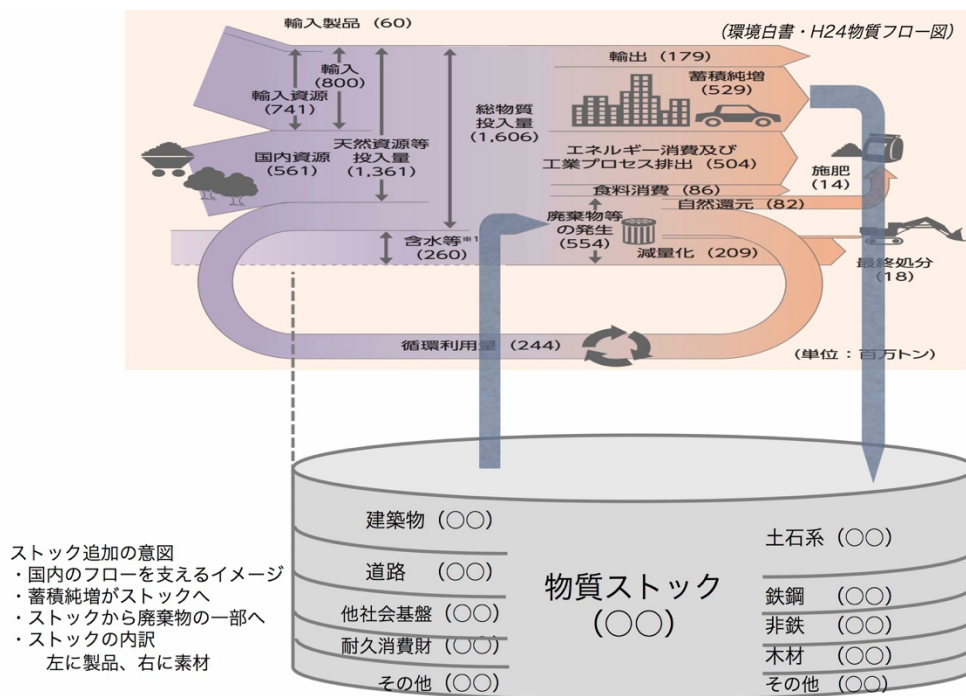 輸入製品（60）
（環境白書・H24物質フロー図）
輸出（179）
輸入
（800）
蓄積純増
（529）
輸入資源
（741）
総物質
投入量
（1,606）
天然資源等
投入量
（1,361）
国内資源
（561）
エネルギー消費及び
工業プロセス排出（504）
施肥
（14）
食料消費（86）
自然還元（82）
廃棄物等
の発生
（554）
含水等※1
（260）
減量化（209）
最終処分
（18）
循環利用量（244）
（単位：百万トン）
建築物（○○）
道路（○○）
他社会基盤（○○）
耐久消費財（○○）
その他（○○）
物質ストック
（○○）
土石系（○○）
鉄鋼（○○）
非鉄（○○）
木材（○○）
その他（○○）
ストック追加の意図
・国内のフローを支えるイメージ
・蓄積純増がストックへ
・ストックから廃棄物の一部へ
・ストックの内訳
左に製品、右に素材